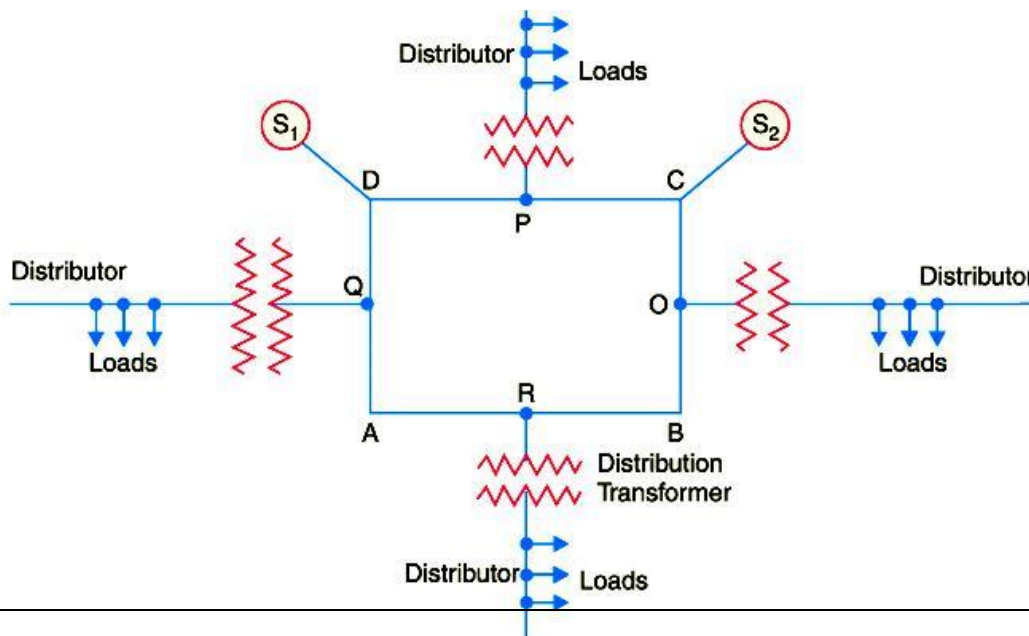 Distributor
Loads
S1
S2
D
C
P
Distributor
Q
O
Distributor
Loads
Loads
R
A
B
Distribution
Transformer
Distributor
Loads